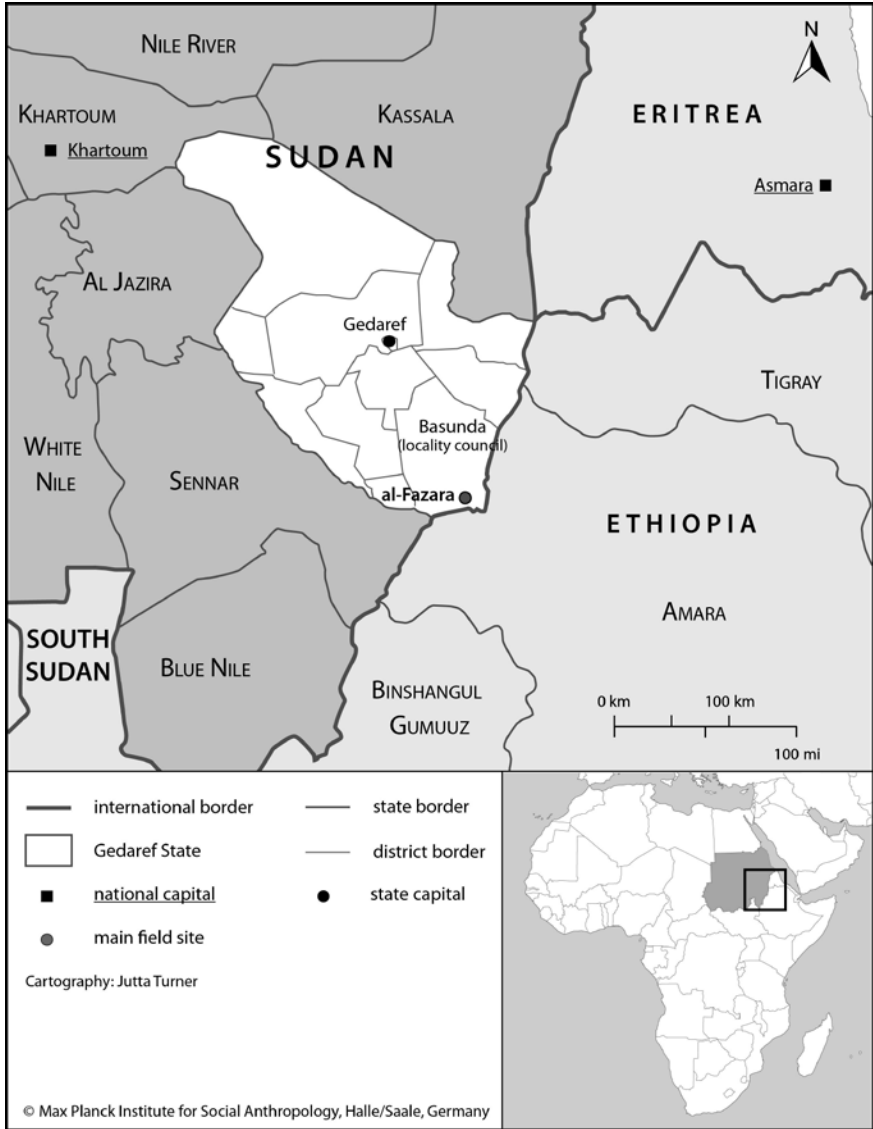 NILE RIVER
N
KHARTOUM
KASSALA
ERITREA
Khartoum
SUDAN
Asmara
AL JAZIRA
Gedaref
TIGRAY
WHITE
NILE
SENNAR
Basunda
(locality council)
al-Fazara
ETHIOPIA
AMARA
SOUTH
SUDAN
BLUE NILE
BINSHANGUL
GUMUUZ
0 km 100 km
100 mi
international border
state border
Gedaref State
district border
national capital
state capital
main field site
Cartography: Jutta Turner
© Max Planck Institute for Social Anthropology, Halle/Saale, Germany